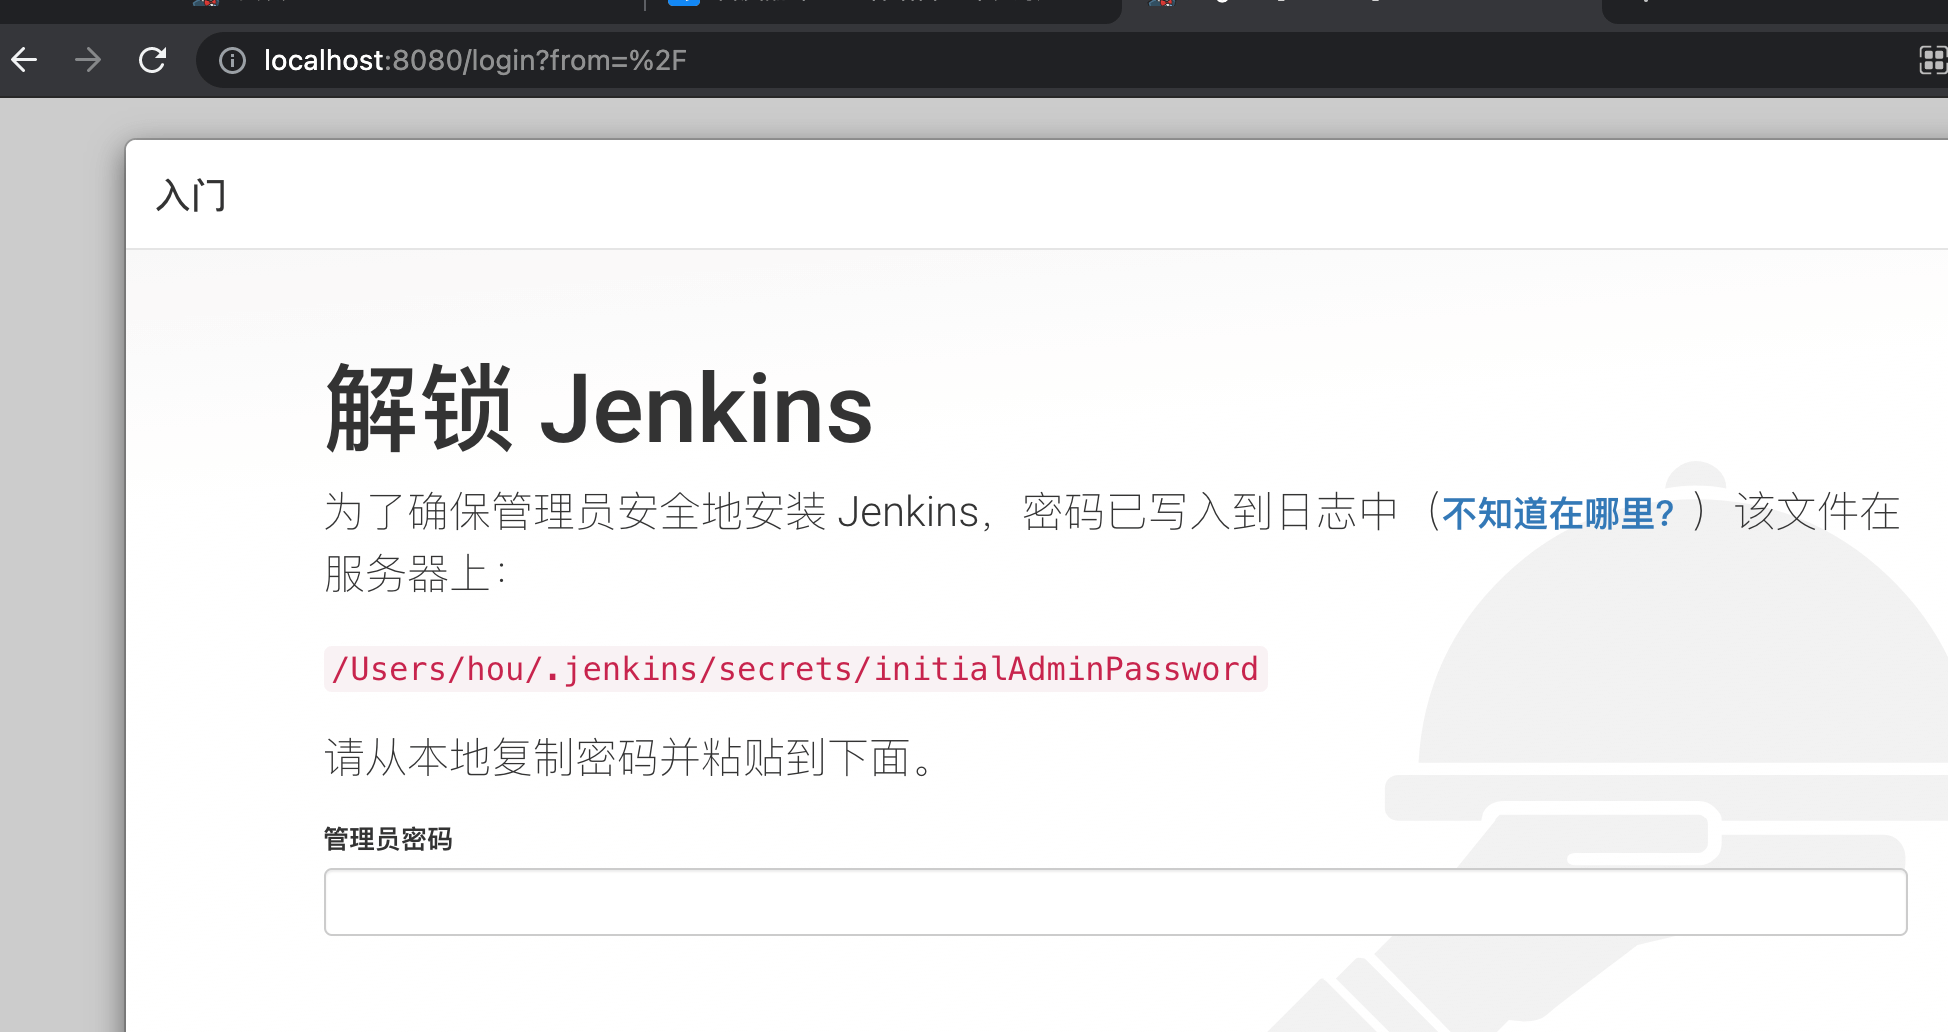 localhost:8080/login?from=%2F
入门
解锁 Jenkins
为了确保管理员安全地安装 Jenkins，密码已写入到日志中（不知道在哪里？）该文件在
服务器上：
/Users/hou/.jenkins/secrets/initialAdminPassword
请从本地复制密码并粘贴到下面。
管理员密码